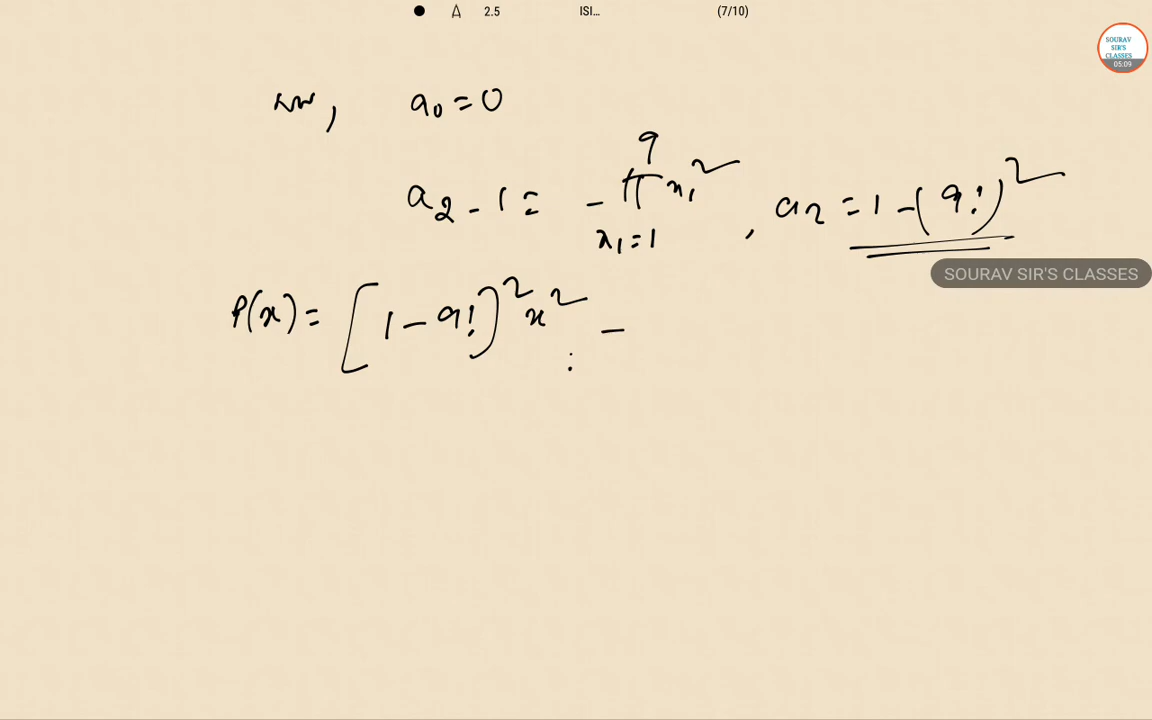 2.5 ISI... (7/10)
SOURAV
SIR'S
CLASSES
05:09
, a₀ = 0
9
a₂ - 1 = - ∏ x₁² , a₂ = 1 - (9!)²
x₁ = 1
SOURAV SIR'S CLASSES
P(x) = [1 - 9!)² x² -